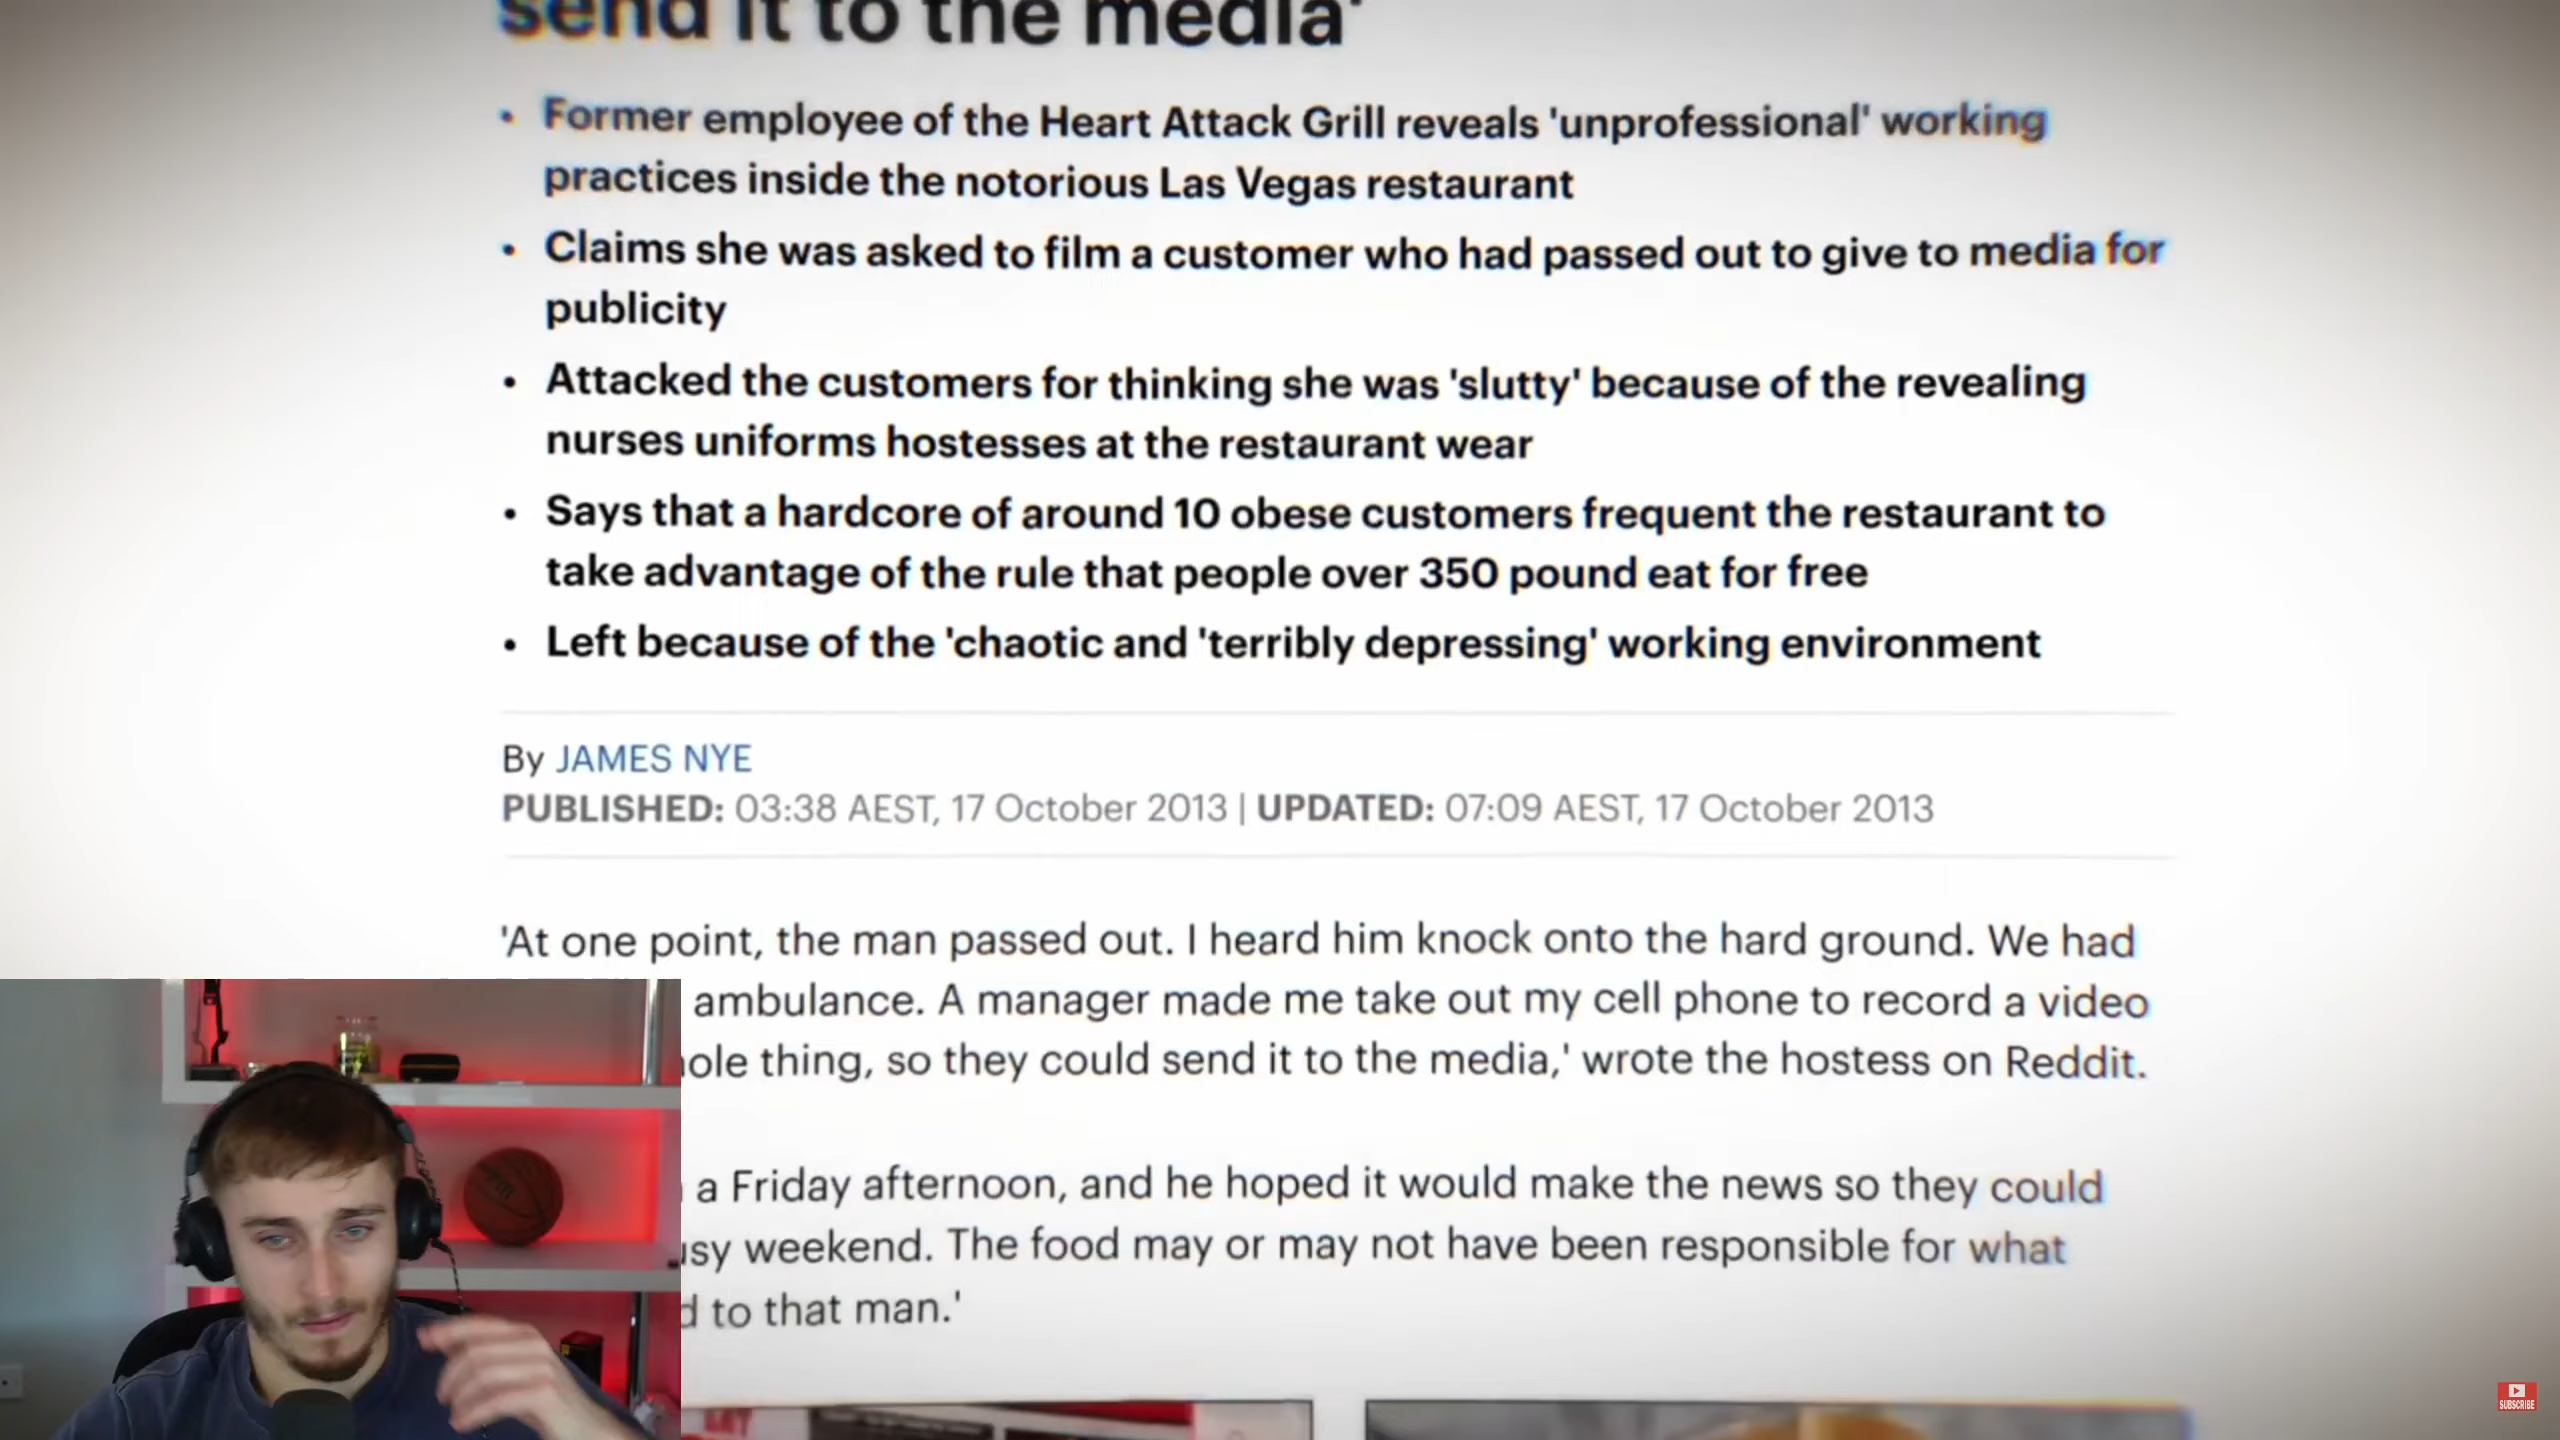 send it to the media'
• Former employee of the Heart Attack Grill reveals 'unprofessional' working
practices inside the notorious Las Vegas restaurant
• Claims she was asked to film a customer who had passed out to give to media for
publicity
• Attacked the customers for thinking she was 'slutty' because of the revealing
nurses uniforms hostesses at the restaurant wear
• Says that a hardcore of around 10 obese customers frequent the restaurant to
take advantage of the rule that people over 350 pound eat for free
• Left because of the 'chaotic and 'terribly depressing' working environment
By JAMES NYE
PUBLISHED: 03:38 AEST, 17 October 2013 | UPDATED: 07:09 AEST, 17 October 2013
'At one point, the man passed out. I heard him knock onto the hard ground. We had
ambulance. A manager made me take out my cell phone to record a video
thing, so they could send it to the media,' wrote the hostess on Reddit.
a Friday afternoon, and he hoped it would make the news so they could
weekend. The food may or may not have been responsible for what
to that man.'
SUBSCRIBE